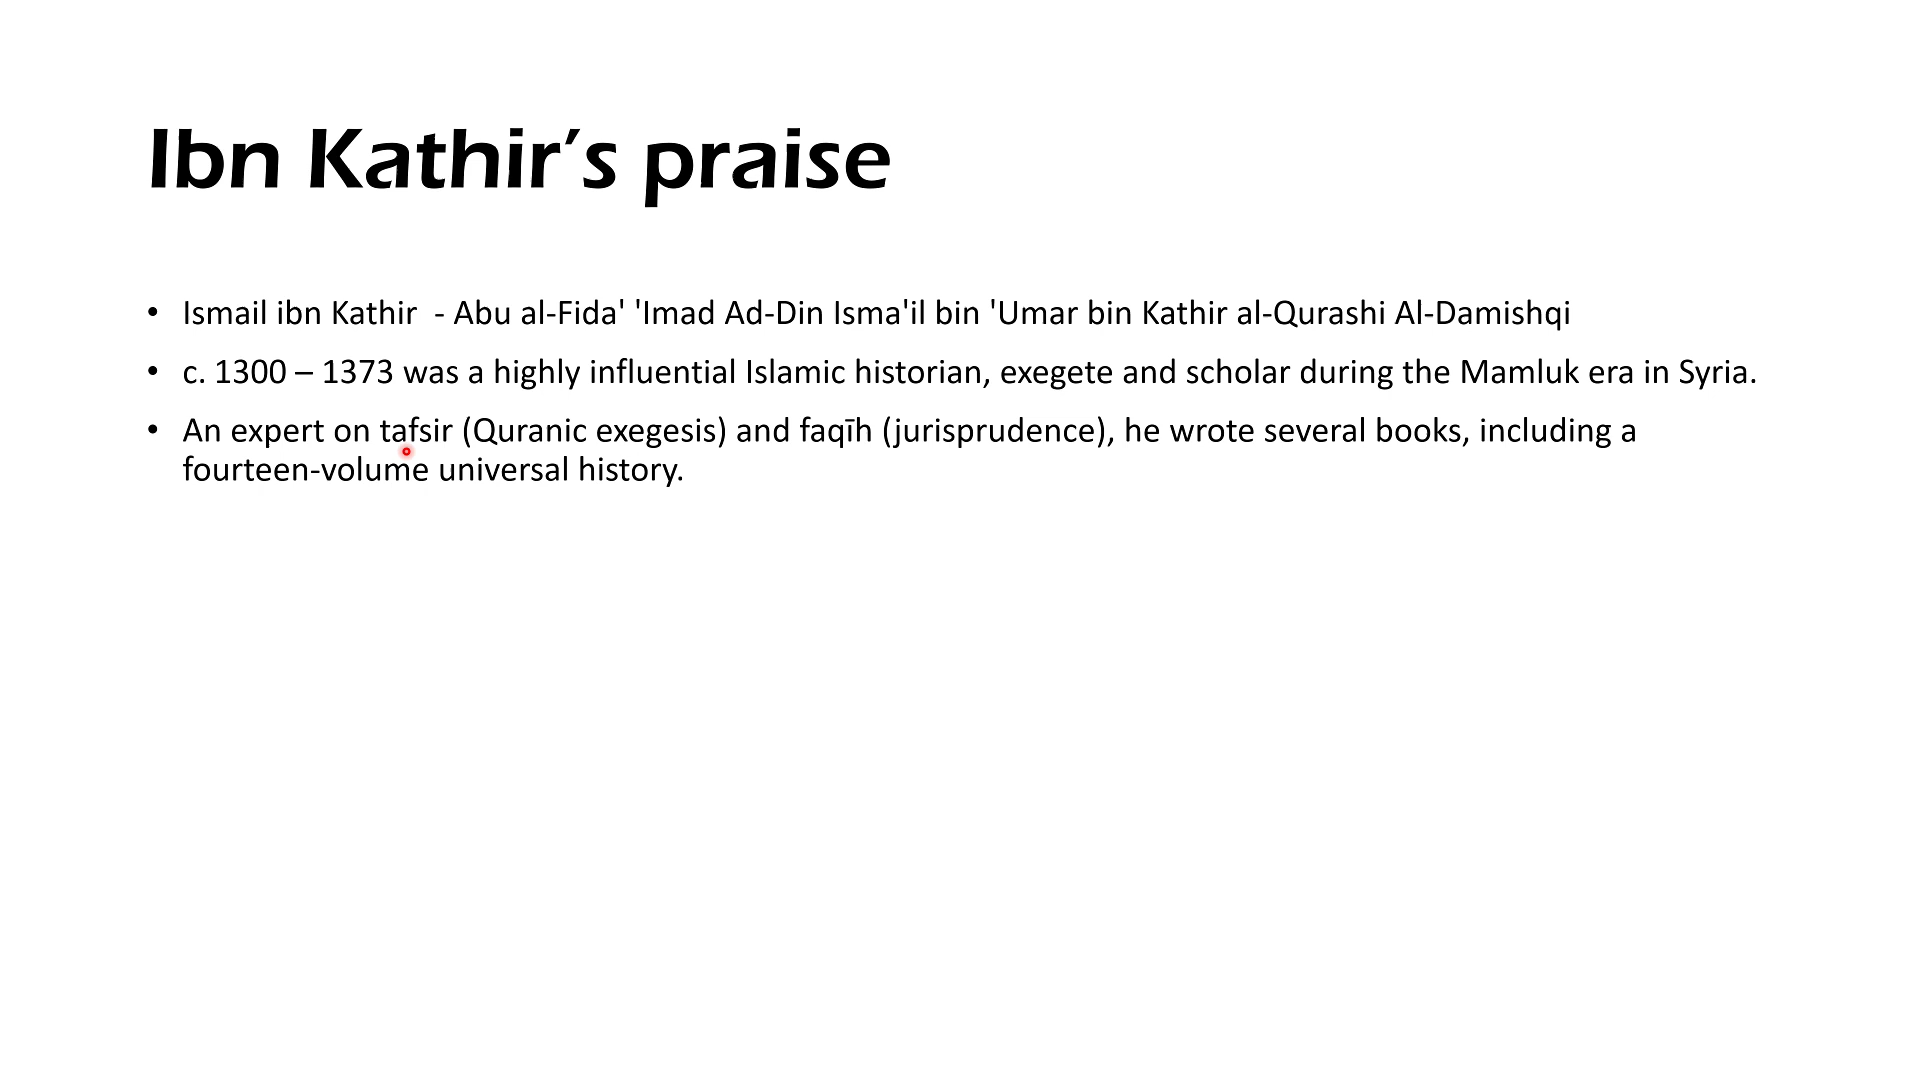 Ibn Kathir’s praise
• Ismail ibn Kathir  - Abu al-Fida' 'Imad Ad-Din Isma'il bin 'Umar bin Kathir al-Qurashi Al-Damishqi
• c. 1300 – 1373 was a highly influential Islamic historian, exegete and scholar during the Mamluk era in Syria.
• An expert on tafsir (Quranic exegesis) and faqīh (jurisprudence), he wrote several books, including a
fourteen-volume universal history.